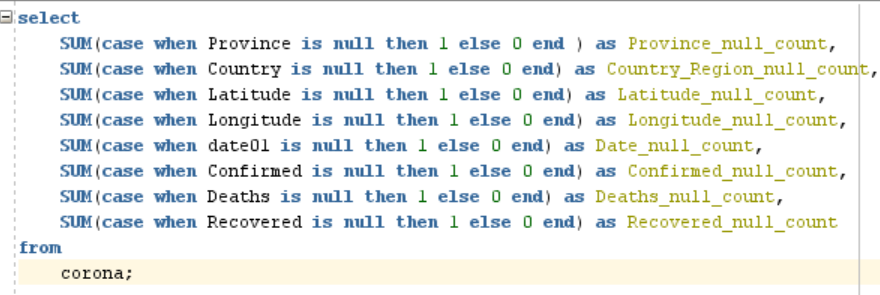 select
SUM(case when Province is null then 1 else 0 end ) as Province_null_count,
SUM(case when Country is null then 1 else 0 end) as Country_Region_null_count,
SUM(case when Latitude is null then 1 else 0 end) as Latitude_null_count,
SUM(case when Longitude is null then 1 else 0 end) as Longitude_null_count,
SUM(case when date01 is null then 1 else 0 end) as Date_null_count,
SUM(case when Confirmed is null then 1 else 0 end) as Confirmed_null_count,
SUM(case when Deaths is null then 1 else 0 end) as Deaths_null_count,
SUM(case when Recovered is null then 1 else 0 end) as Recovered_null_count
from
corona;